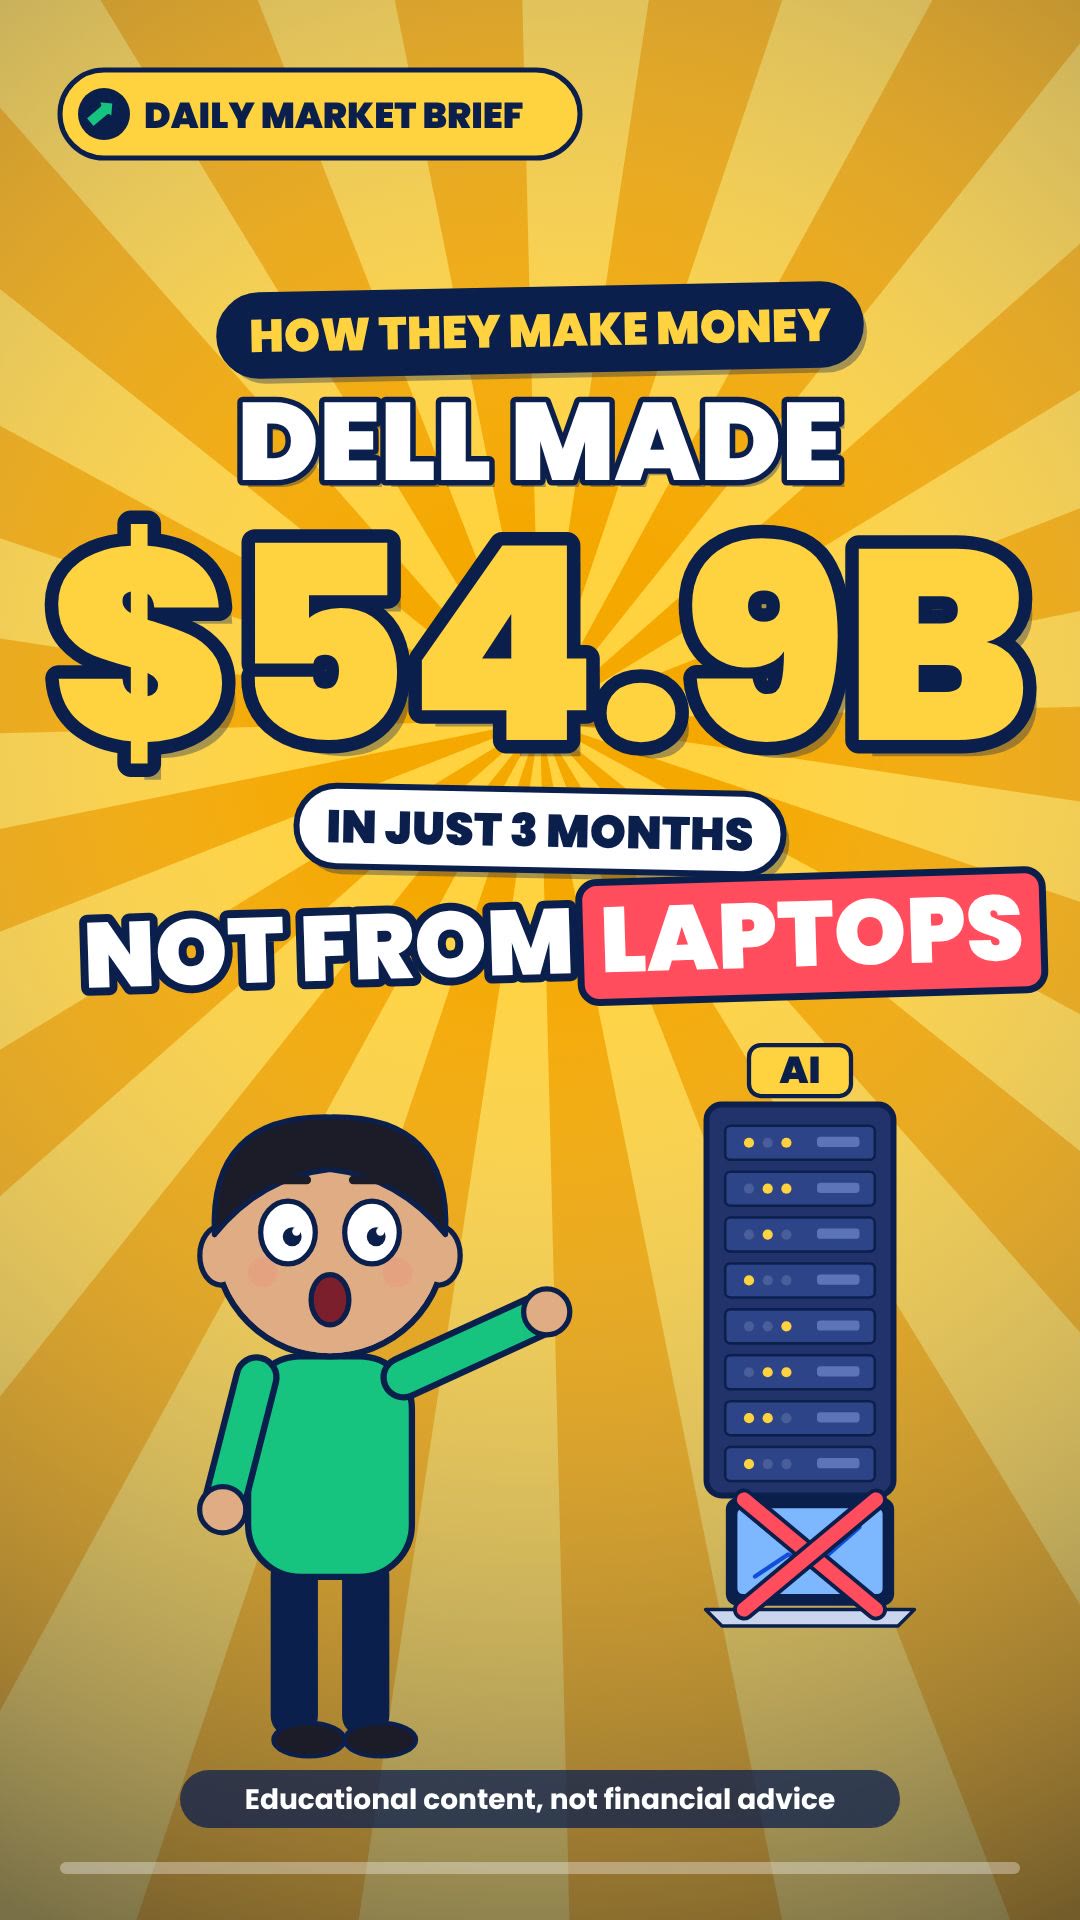 DAILY MARKET BRIEF
HOW THEY MAKE MONEY
DELL MADE
$54.9B
IN JUST 3 MONTHS
NOT FROM LAPTOPS
AI
Educational content, not financial advice